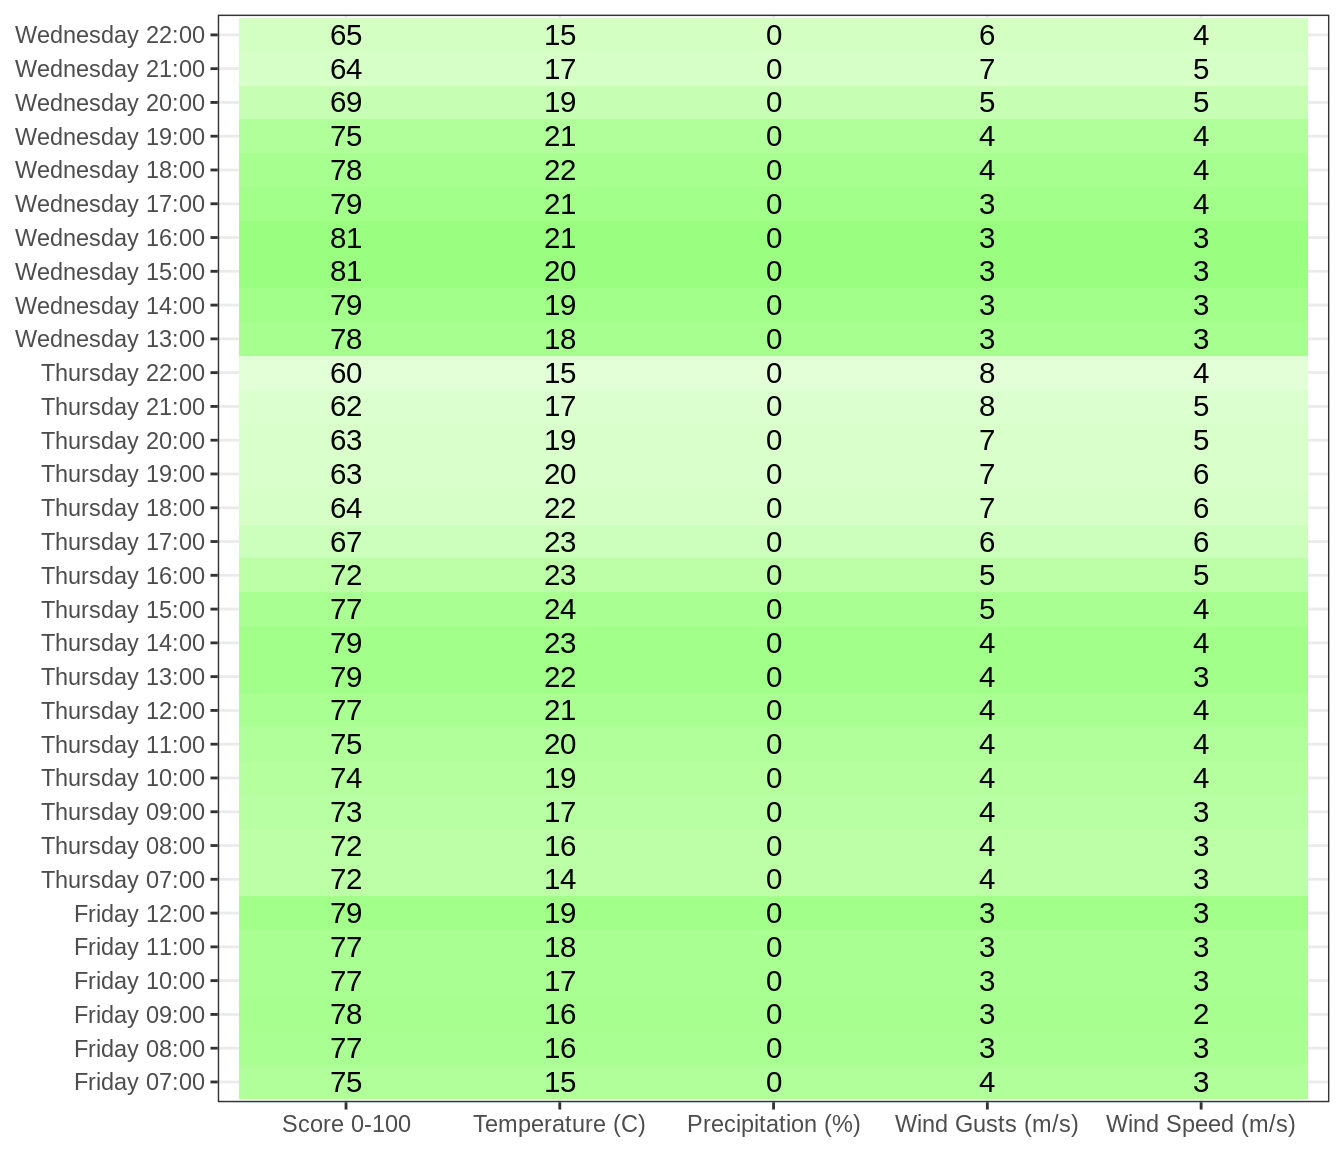 Wednesday 22:00 65 15 0 6 4
Wednesday 21:00 64 17 0 7 5
Wednesday 20:00 69 19 0 5 5
Wednesday 19:00 75 21 0 4 4
Wednesday 18:00 78 22 0 4 4
Wednesday 17:00 79 21 0 3 4
Wednesday 16:00 81 21 0 3 3
Wednesday 15:00 81 20 0 3 3
Wednesday 14:00 79 19 0 3 3
Wednesday 13:00 78 18 0 3 3
Thursday 22:00 60 15 0 8 4
Thursday 21:00 62 17 0 8 5
Thursday 20:00 63 19 0 7 5
Thursday 19:00 63 20 0 7 6
Thursday 18:00 64 22 0 7 6
Thursday 17:00 67 23 0 6 6
Thursday 16:00 72 23 0 5 5
Thursday 15:00 77 24 0 5 4
Thursday 14:00 79 23 0 4 4
Thursday 13:00 79 22 0 4 3
Thursday 12:00 77 21 0 4 4
Thursday 11:00 75 20 0 4 4
Thursday 10:00 74 19 0 4 4
Thursday 09:00 73 17 0 4 3
Thursday 08:00 72 16 0 4 3
Thursday 07:00 72 14 0 4 3
Friday 12:00 79 19 0 3 3
Friday 11:00 77 18 0 3 3
Friday 10:00 77 17 0 3 3
Friday 09:00 78 16 0 3 2
Friday 08:00 77 16 0 3 3
Friday 07:00 75 15 0 4 3
Score 0-100 Temperature (C) Precipitation (%) Wind Gusts (m/s) Wind Speed (m/s)